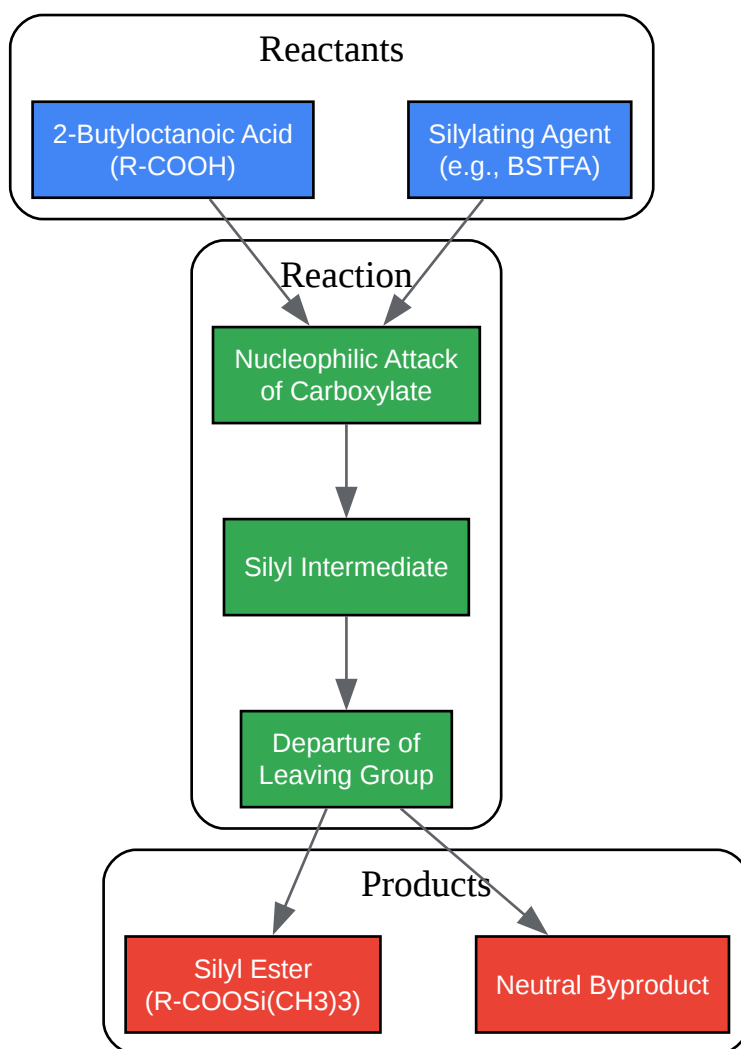 Reactants
2-Butyloctanoic Acid
(R-COOH)
Silylating Agent
(e.g., BSTFA)
Reaction
Nucleophilic Attack
of Carboxylate
Silyl Intermediate
Departure of
Leaving Group
Products
Silyl Ester
(R-COOSi(CH3)3)
Neutral Byproduct